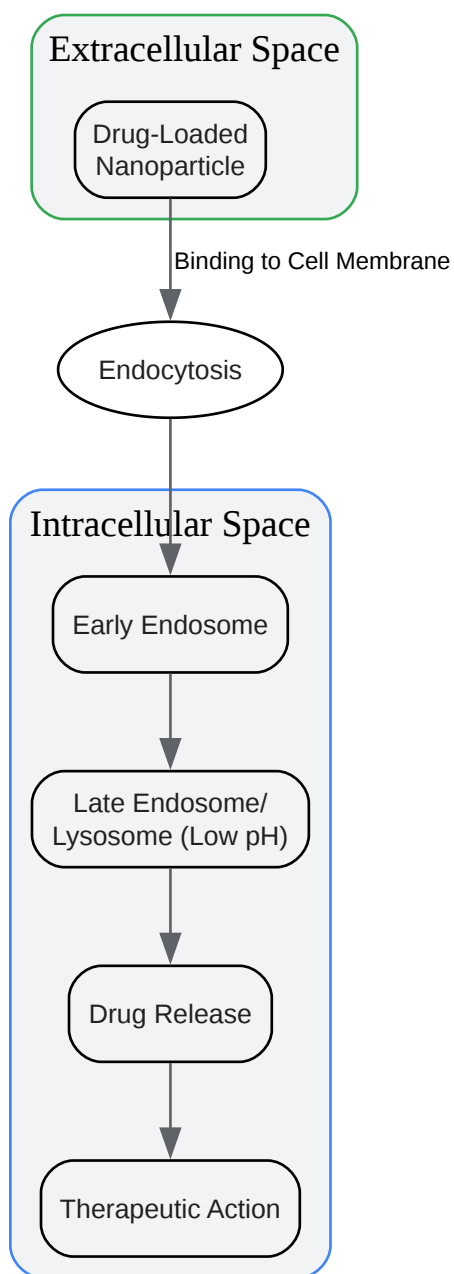 Extracellular Space
Drug-Loaded
Nanoparticle
Binding to Cell Membrane
Endocytosis
Intracellular Space
Early Endosome
Late Endosome/
Lysosome (Low pH)
Drug Release
Therapeutic Action